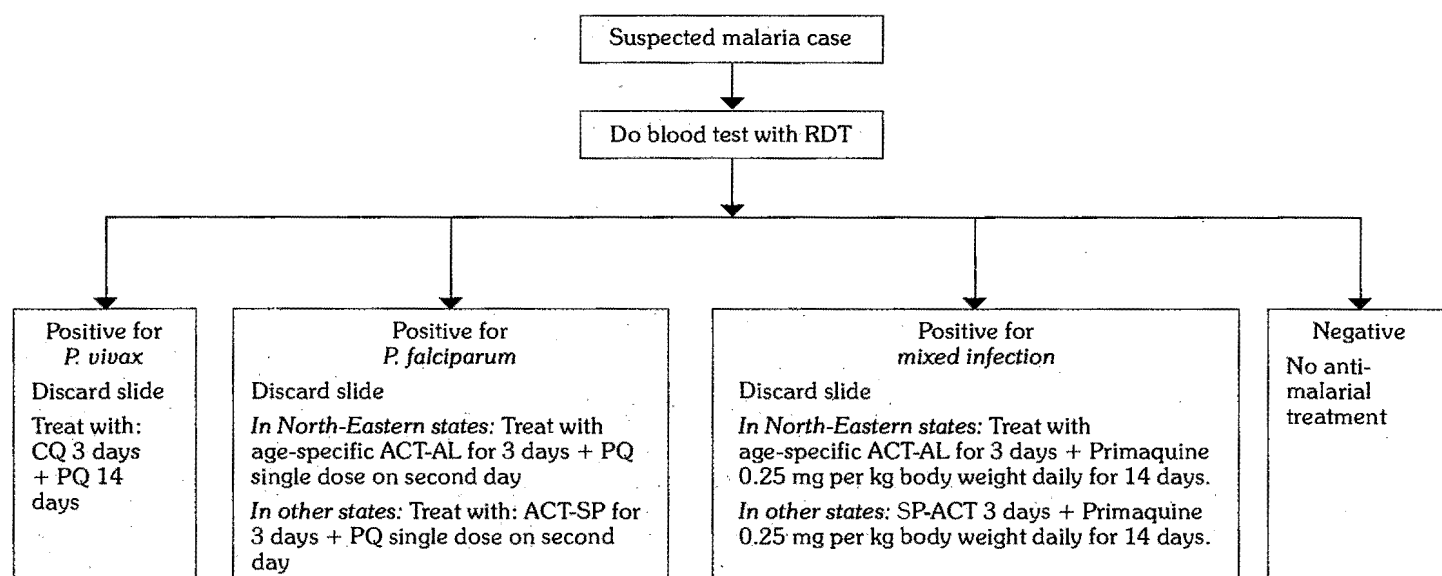 Suspected malaria case
Do blood test with RDT
Positive for
P. vivax
Discard slide
Treat with:
CQ 3 days
+ PQ 14
days
Positive for
P. falciparum
Discard slide
In North-Eastern states: Treat with
age-specific ACT-AL for 3 days + PQ
single dose on second day
In other states: Treat with: ACT-SP for
3 days + PQ single dose on second
day
Positive for
mixed infection
Discard slide
In North-Eastern states: Treat with
age-specific ACT-AL for 3 days + Primaquine
0.25 mg per kg body weight daily for 14 days.
In other states: SP-ACT 3 days + Primaquine
0.25 mg per kg body weight daily for 14 days.
Negative
No anti-
malarial
treatment